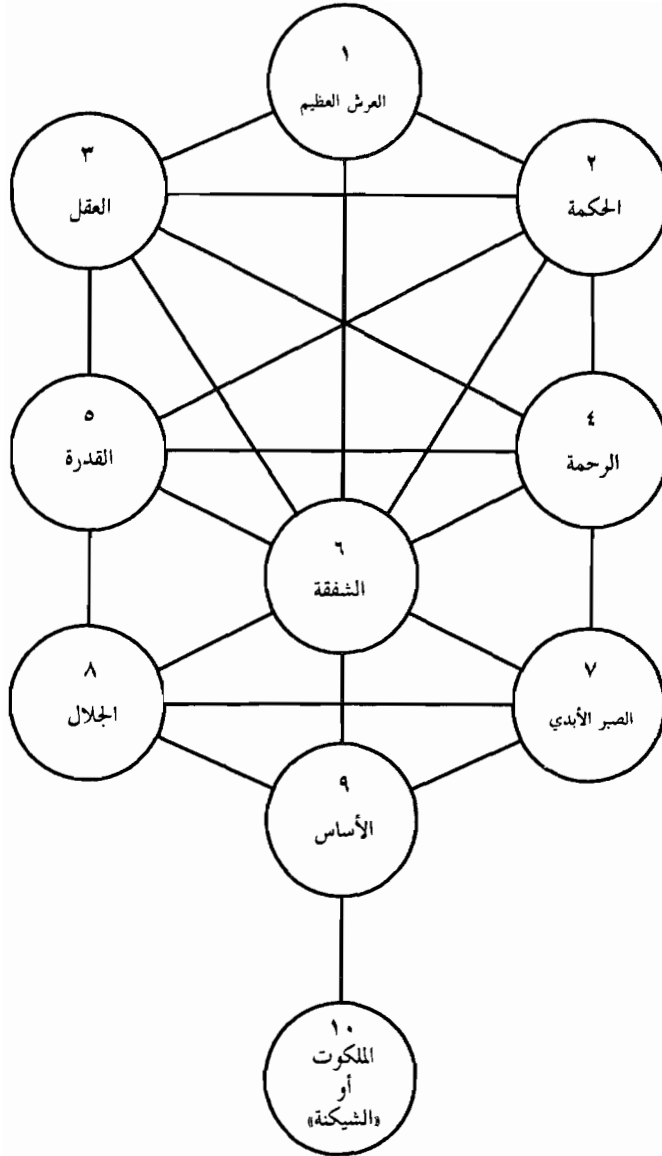 ١
العرش العظيم
٢
الحكمة
٣
العقل
٤
الرحمة
٥
القدرة
٦
الشفقة
٧
الصبر الأبدي
٨
الجلال
٩
الأساس
١٠
الملكوت
أو
«الشيكنة»